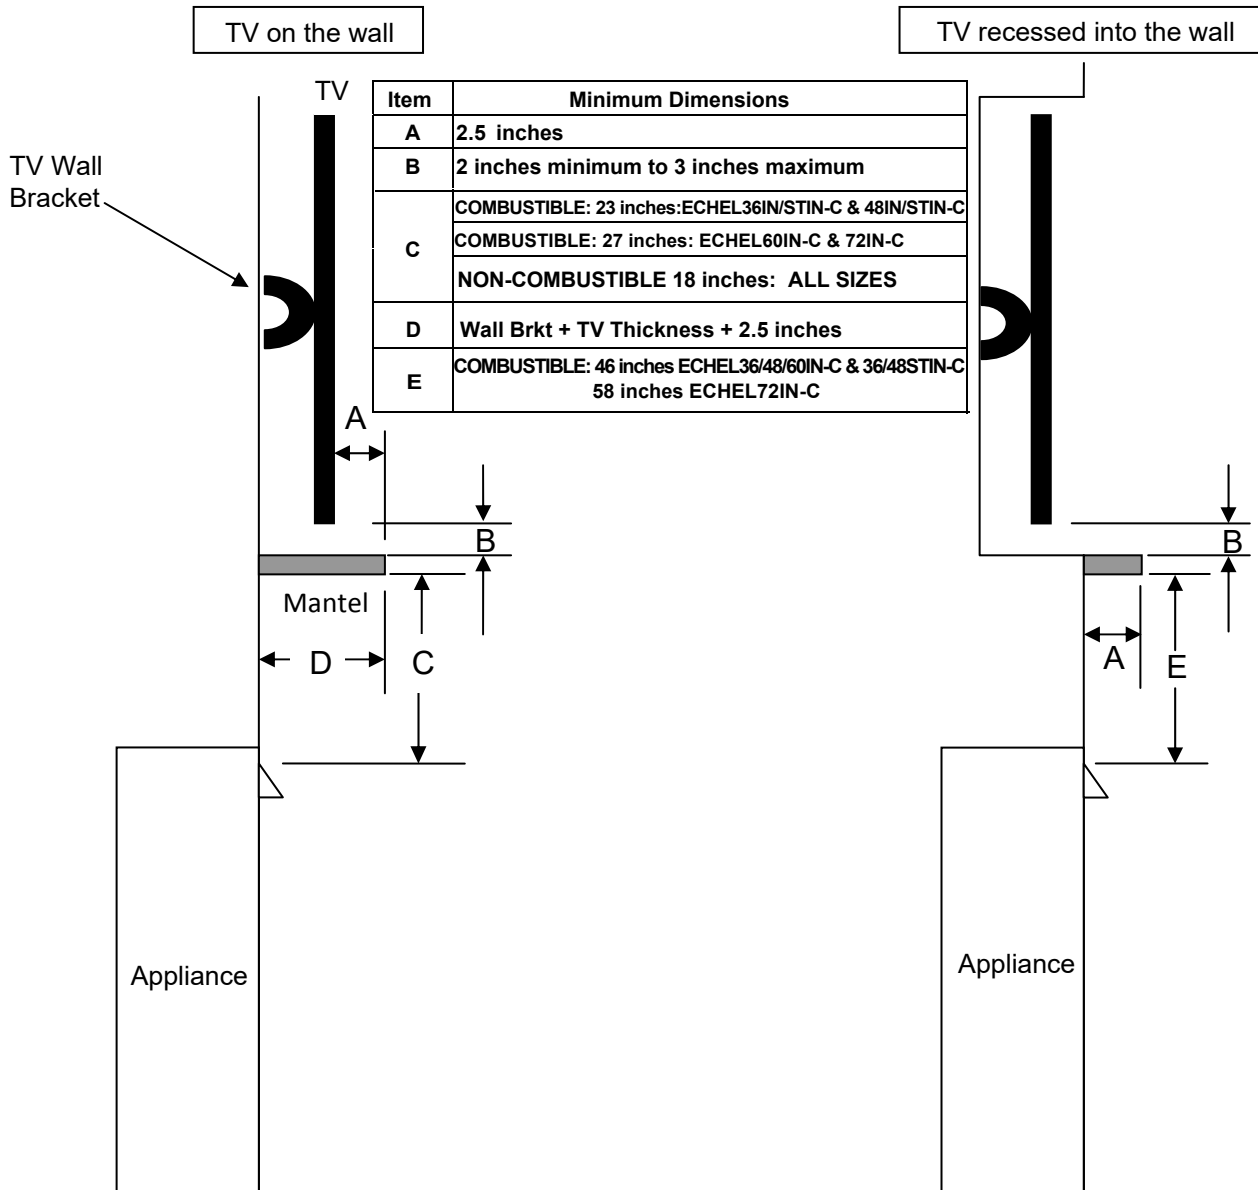 TV on the wall
TV recessed into the wall
TV
TV Wall
Bracket
Item Minimum Dimensions
A 2.5 inches
B 2 inches minimum to 3 inches maximum
C
COMBUSTIBLE: 23 inches:ECHEL36IN/STIN-C & 48IN/STIN-C
COMBUSTIBLE: 27 inches: ECHEL60IN-C & 72IN-C
NON-COMBUSTIBLE 18 inches: ALL SIZES
D Wall Brkt + TV Thickness + 2.5 inches
E
COMBUSTIBLE: 46 inches ECHEL36/48/60IN-C & 36/48STIN-C
58 inches ECHEL72IN-C
A
B
Mantel
D
C
Appliance
B
A
E
Appliance